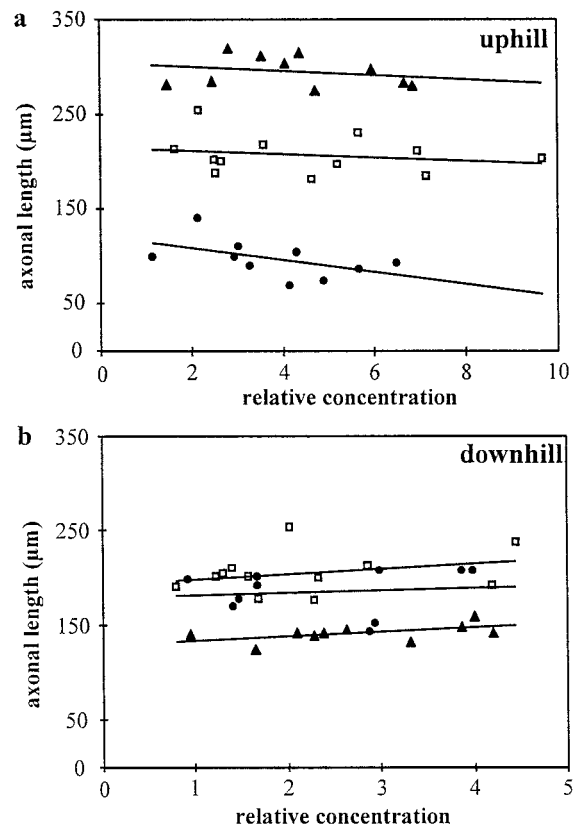 a
uphill
350
250
150
50
0
axonal length (µm)
0 2 4 6 8 10
relative concentration
b
downhill
350
250
150
50
0
axonal length (µm)
0 1 2 3 4 5
relative concentration